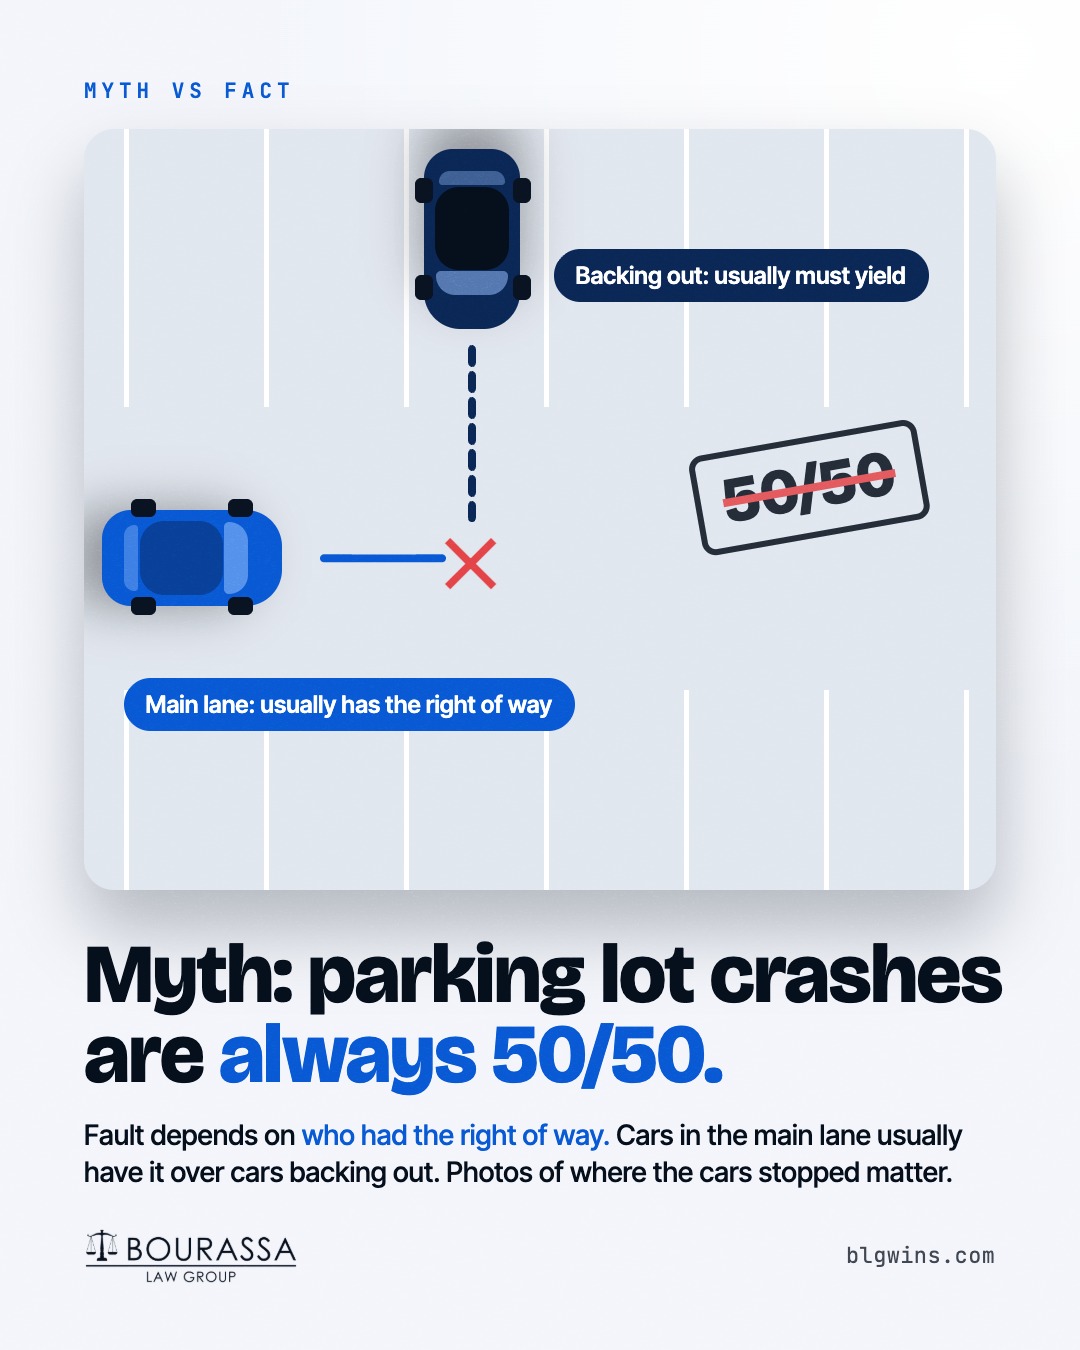 MYTH VS FACT
Backing out: usually must yield
50/50
Main lane: usually has the right of way
Myth: parking lot crashes
are always 50/50.
Fault depends on who had the right of way. Cars in the main lane usually
have it over cars backing out. Photos of where the cars stopped matter.
BOURASSA
LAW GROUP
blgwins.com